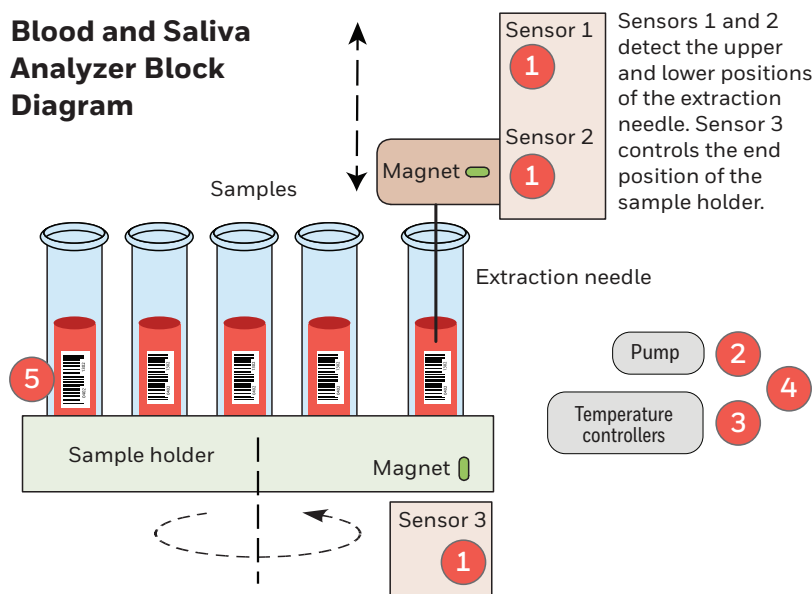 Blood and Saliva
Analyzer Block
Diagram
Sensor 1
1
Sensor 2
1
Magnet
Sensors 1 and 2
detect the upper
and lower positions
of the extraction
needle. Sensor 3
controls the end
position of the
sample holder.
Samples
Extraction needle
Pump
2
4
Temperature
controllers
3
5
Sample holder
Magnet
Sensor 3
1